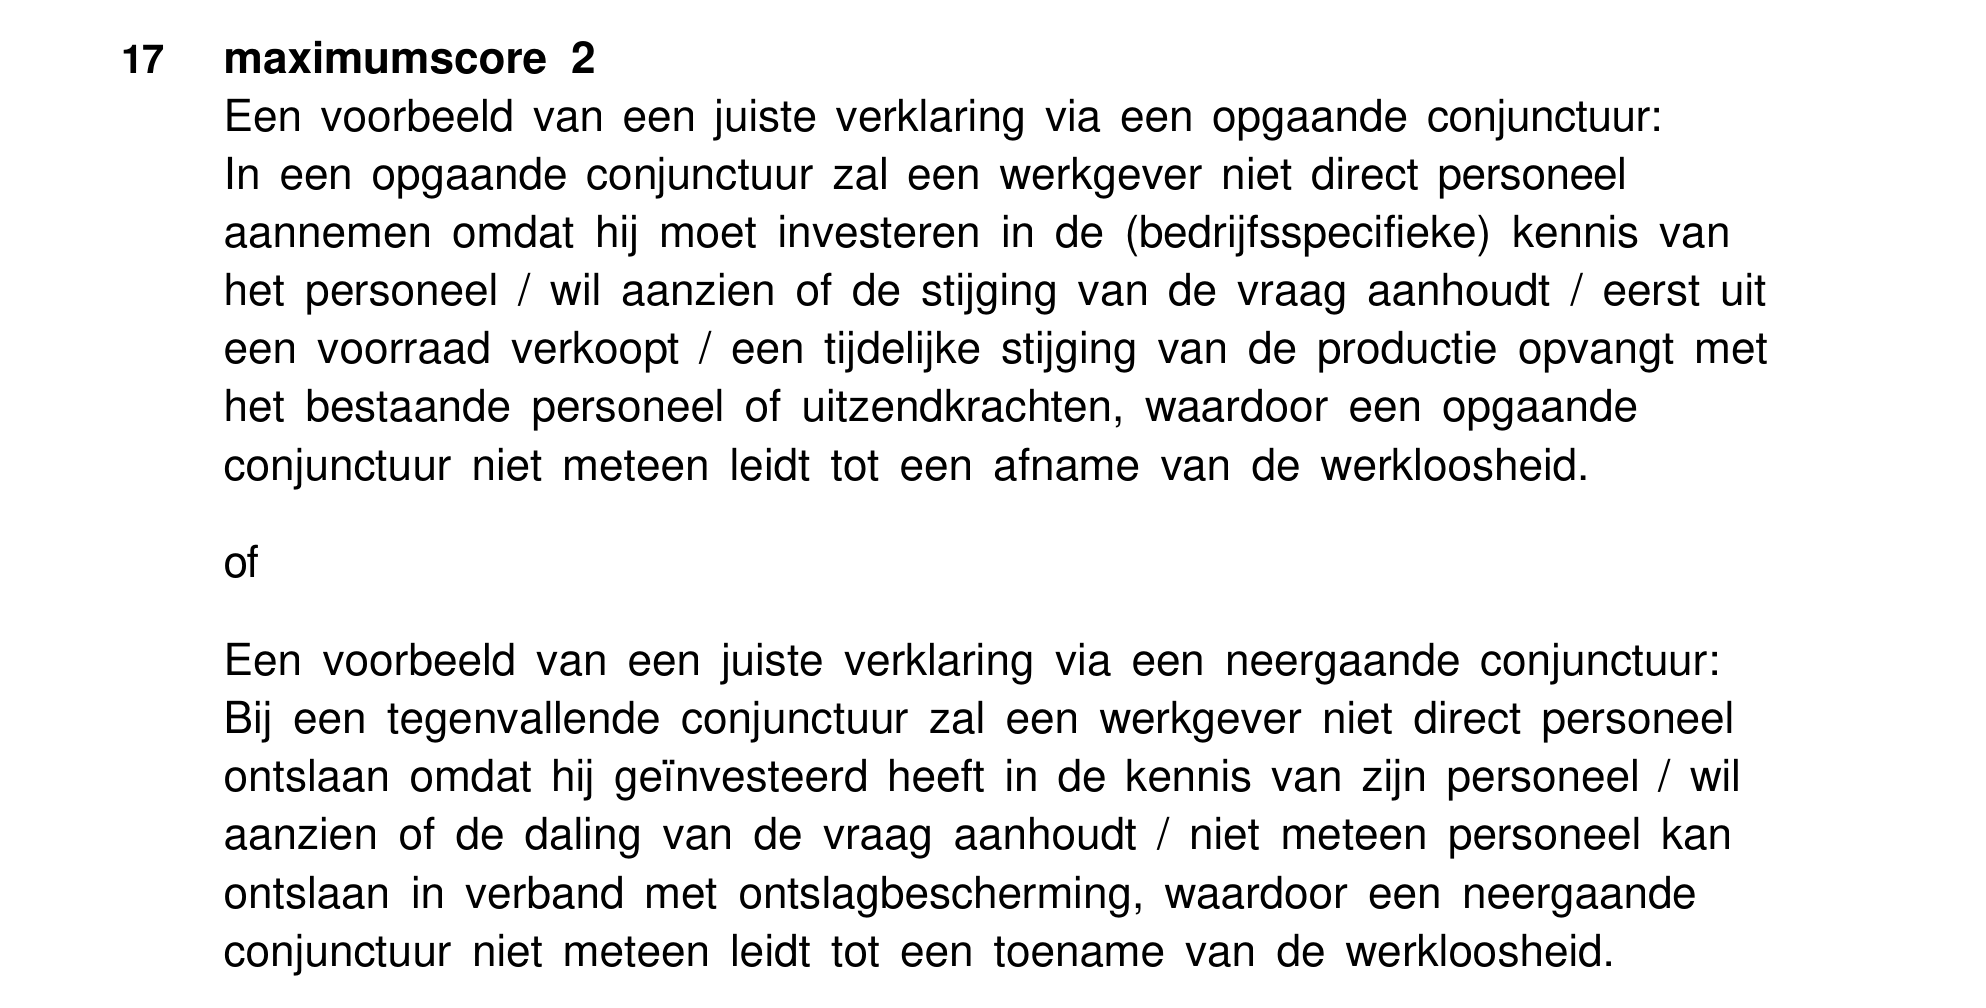 17 maximumscore 2
Een voorbeeld van een juiste verklaring via een opgaande conjunctuur:
In een opgaande conjunctuur zal een werkgever niet direct personeel
aannemen omdat hij moet investeren in de (bedrijfsspecifieke) kennis van
het personeel / wil aanzien of de stijging van de vraag aanhoudt / eerst uit
een voorraad verkoopt / een tijdelijke stijging van de productie opvangt met
het bestaande personeel of uitzendkrachten, waardoor een opgaande
conjunctuur niet meteen leidt tot een afname van de werkloosheid.
of
Een voorbeeld van een juiste verklaring via een neergaande conjunctuur:
Bij een tegenvallende conjunctuur zal een werkgever niet direct personeel
ontslaan omdat hij geïnvesteerd heeft in de kennis van zijn personeel / wil
aanzien of de daling van de vraag aanhoudt / niet meteen personeel kan
ontslaan in verband met ontslagbescherming, waardoor een neergaande
conjunctuur niet meteen leidt tot een toename van de werkloosheid.